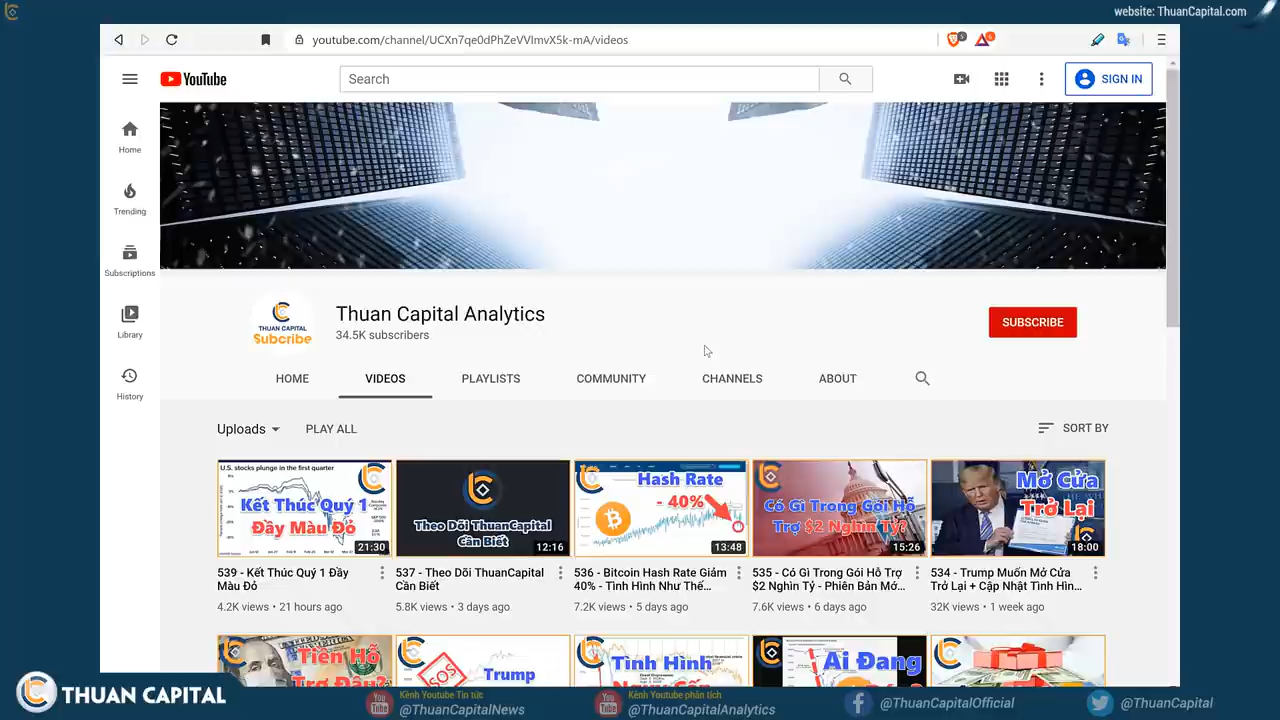 website: ThuanCapital.com
youtube.com/channel/UCXn7qe0dPhZeVVImvX5k-mA/videos
YouTube
Search
SIGN IN
Home
Trending
Subscriptions
Library
History
THUAN CAPITAL
Subcribe
Thuan Capital Analytics
34.5K subscribers
SUBSCRIBE
HOME
VIDEOS
PLAYLISTS
COMMUNITY
CHANNELS
ABOUT
Uploads
PLAY ALL
SORT BY
U.S. stocks plunge in the first quarter
Kết Thúc Quý 1
Đầy Màu Đỏ
21:30
Theo Dõi ThuanCapital
Cần Biết
12:16
Hash Rate
- 40%
13:48
Có Gì Trong Gói Hỗ
Trợ $2 Nghìn Tỷ?
15:26
Mở Cửa
Trở Lại
18:00
539 - Kết Thúc Quý 1 Đầy
Màu Đỏ
4.2K views • 21 hours ago
537 - Theo Dõi ThuanCapital
Cần Biết
5.8K views • 3 days ago
536 - Bitcoin Hash Rate Giảm
40% - Tình Hình Như Thế...
7.2K views • 5 days ago
535 - Có Gì Trong Gói Hỗ Trợ
$2 Nghìn Tỷ - Phiên Bản Mớ...
7.6K views • 6 days ago
534 - Trump Muốn Mở Cửa
Trở Lại + Cập Nhật Tình Hìn...
32K views • 1 week ago
Tiền Hỗ
SOS
Trump
Tình Hình
Ai Đang
THUAN CAPITAL
Kênh Youtube Tin tức
@ThuanCapitalNews
Kênh Youtube phân tích
@ThuanCapitalAnalytics
@ThuanCapitalOfficial
@ThuanCapital